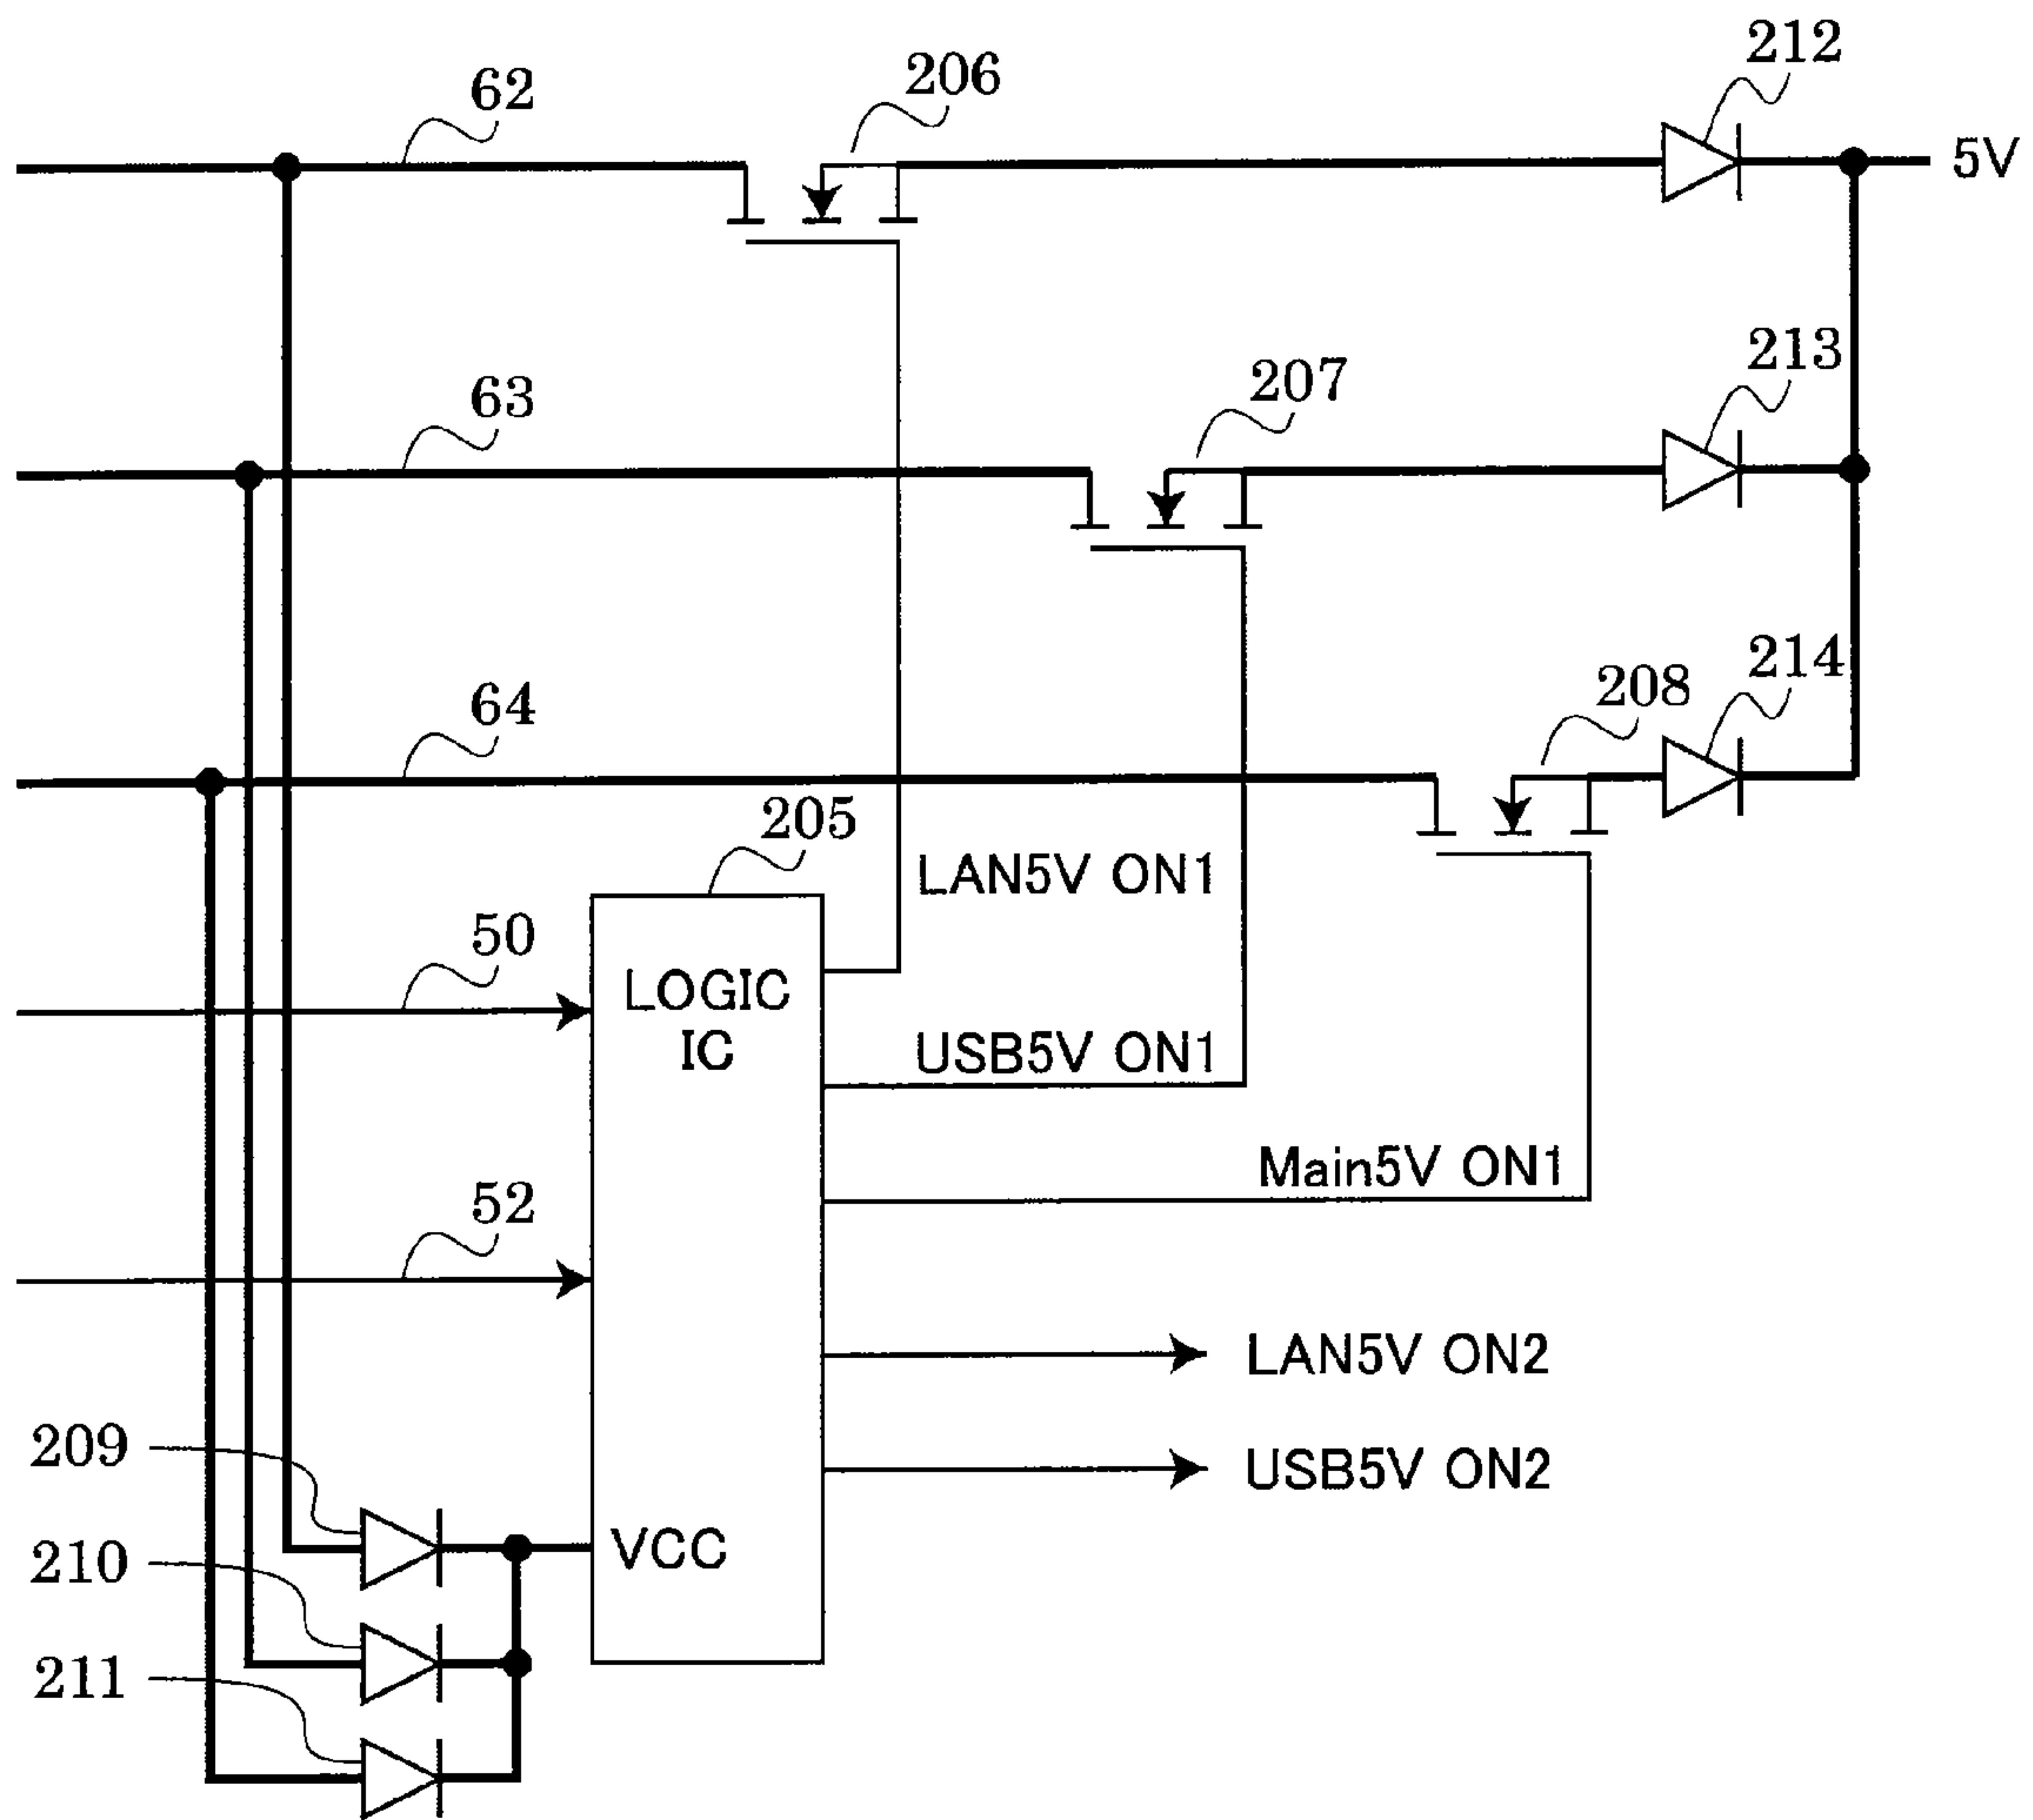 212
206
62
5V
213
207
63
214
208
64
205
LAN5V ON1
50
LOGIC
IC
USB5V ON1
Main5V ON1
52
LAN5V ON2
209
USB5V ON2
210
VCC
211